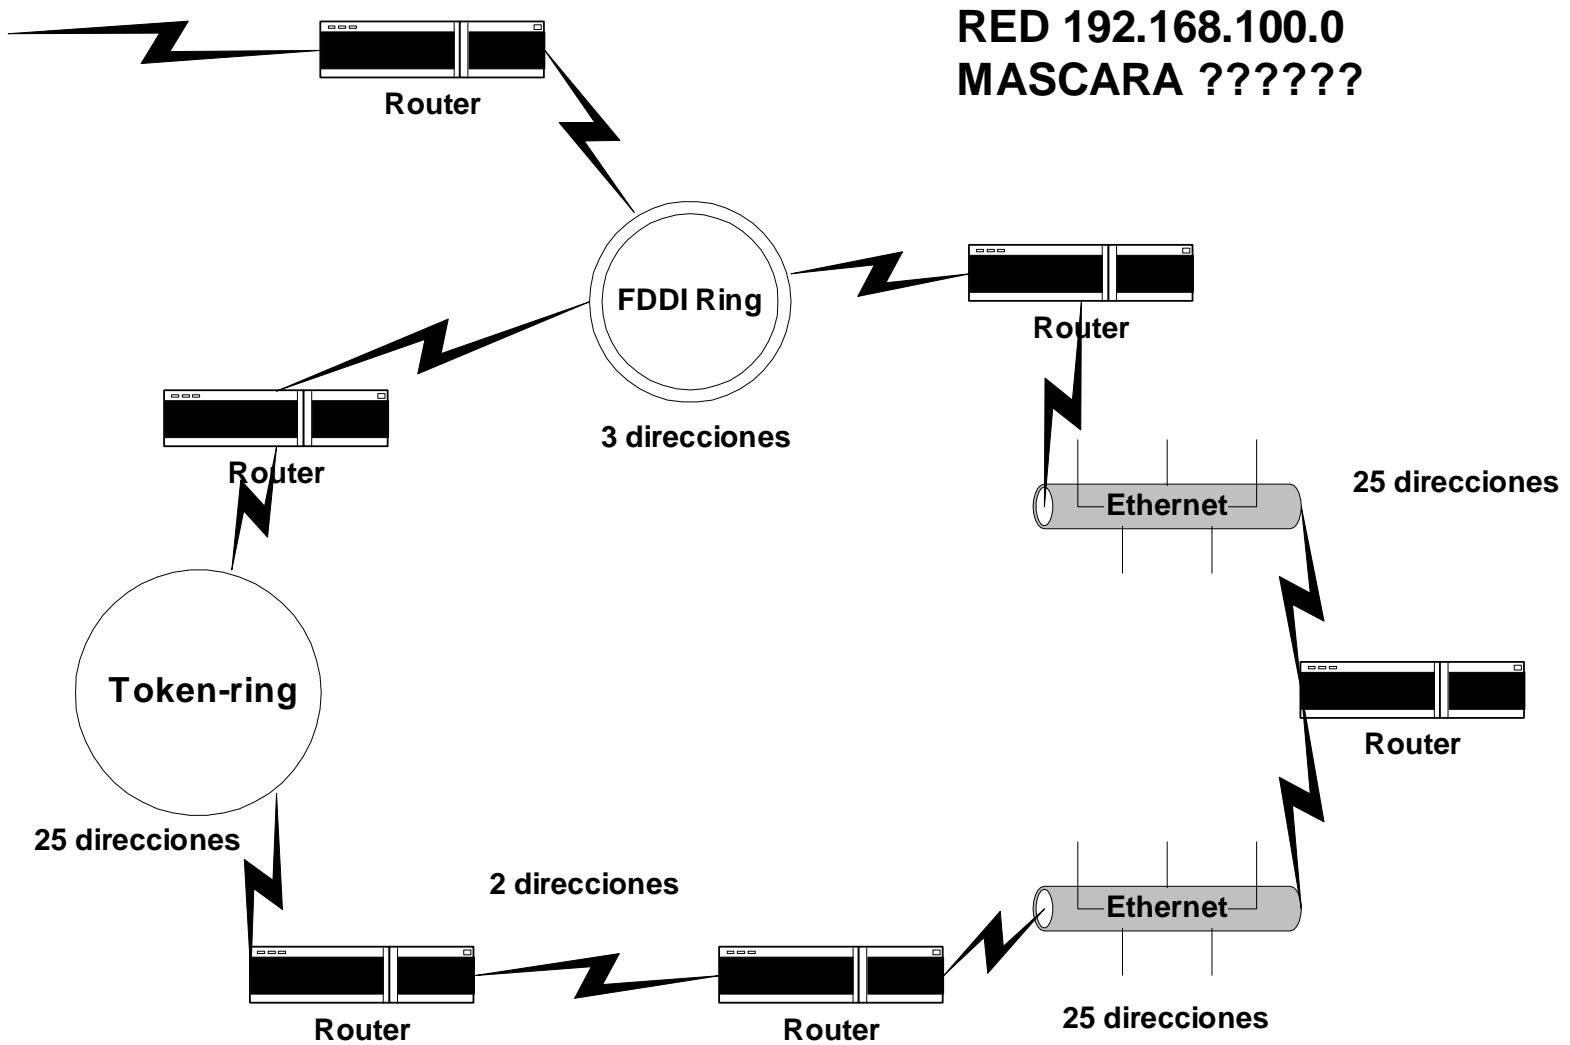 RED 192.168.100.0
MASCARA ??????
Router
FDDI Ring
Router
3 direcciones
Router
25 direcciones
Ethernet
Token-ring
Router
25 direcciones
2 direcciones
Ethernet
25 direcciones
Router
Router